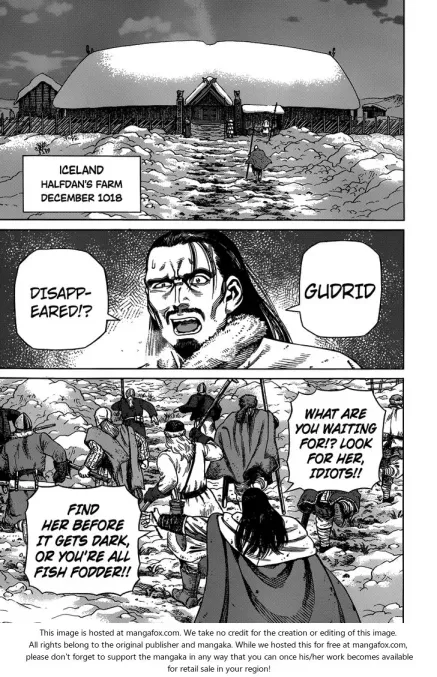 ICELAND
HALFDAN'S FARM
DECEMBER 1018
GUDRID
DISAPP-
EARED!?
WHAT ARE
YOU WAITING
FOR!? LOOK
FOR HER,
IDIOTS!!
FIND
HER BEFORE
IT GETS DARK,
OR YOU'RE ALL
FISH FODDER!!
This image is hosted at mangafox.com. We take no credit for the creation or editing of this image.
All rights belong to the original publisher and mangaka. While we hosted this for free at mangafox.com,
please don't forget to support the mangaka in any way that you can once his/her work becomes available
for retail sale in your region!